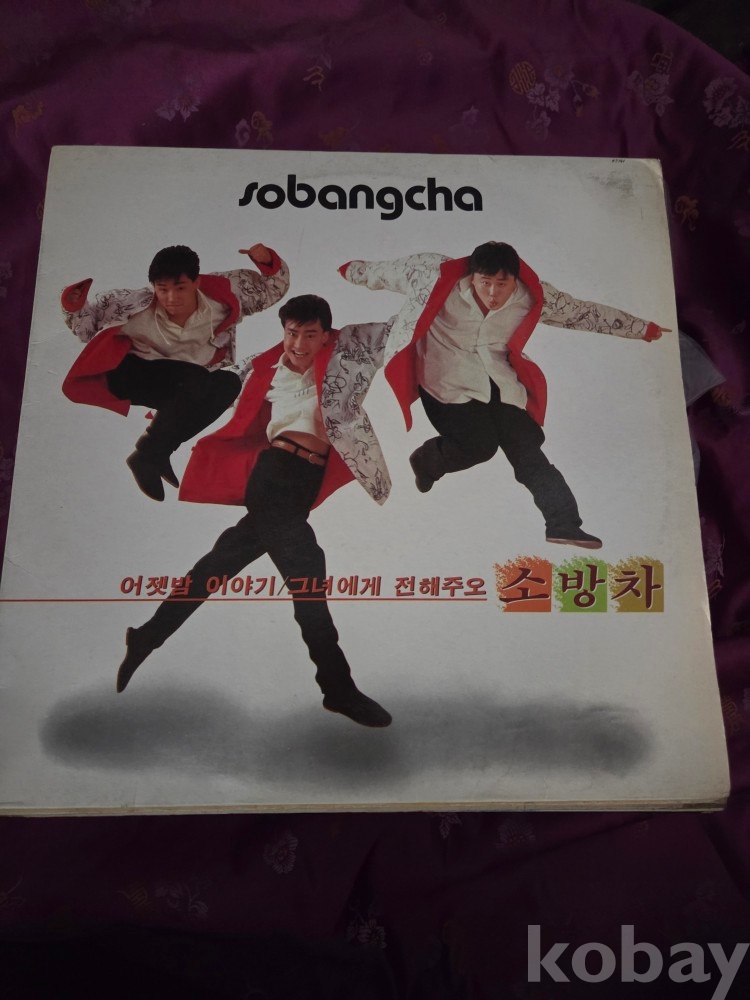 sobangcha
어젯밤 이야기/그녀에게 전해주오 소방차
kobay